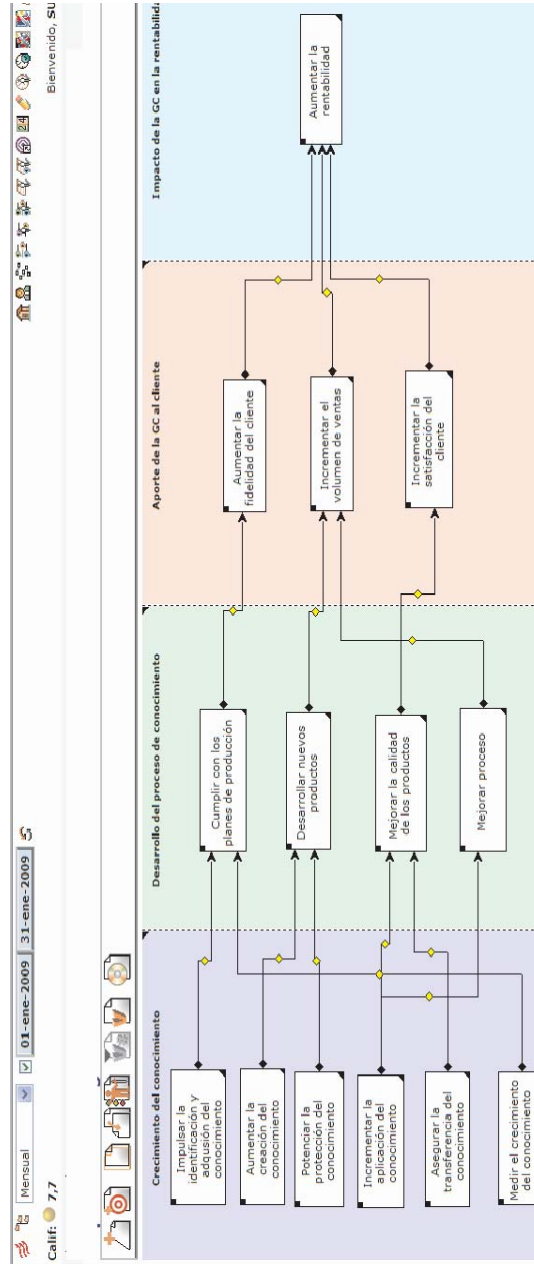 Mensual
01-ene-2009
31-ene-2009
24
Calif:
7,7
Bienvenido, SU
Crecimiento del conocimiento
Impulsar la
identificación y
adqusión del
conocimiento
Aumentar la
creación del
conocimiento
Potenciar la
protección del
conocimiento
Incrementar la
aplicación del
conocimiento
Asegurar la
transferencia del
conocimiento
Medir el crecimiento
del conocimiento
Desarrollo del proceso de conocimiento
Cumplir con los
planes de producción
Desarrollar nuevos
productos
Mejorar la calidad
de los productos
Mejorar proceso
Aporte de la GC al cliente
Aumentar la
fidelidad del cliente
Incrementar el
volumen de ventas
Incrementar la
satisfacción del
cliente
Impacto de la GC en la rentabilida
Aumentar la
rentabilidad